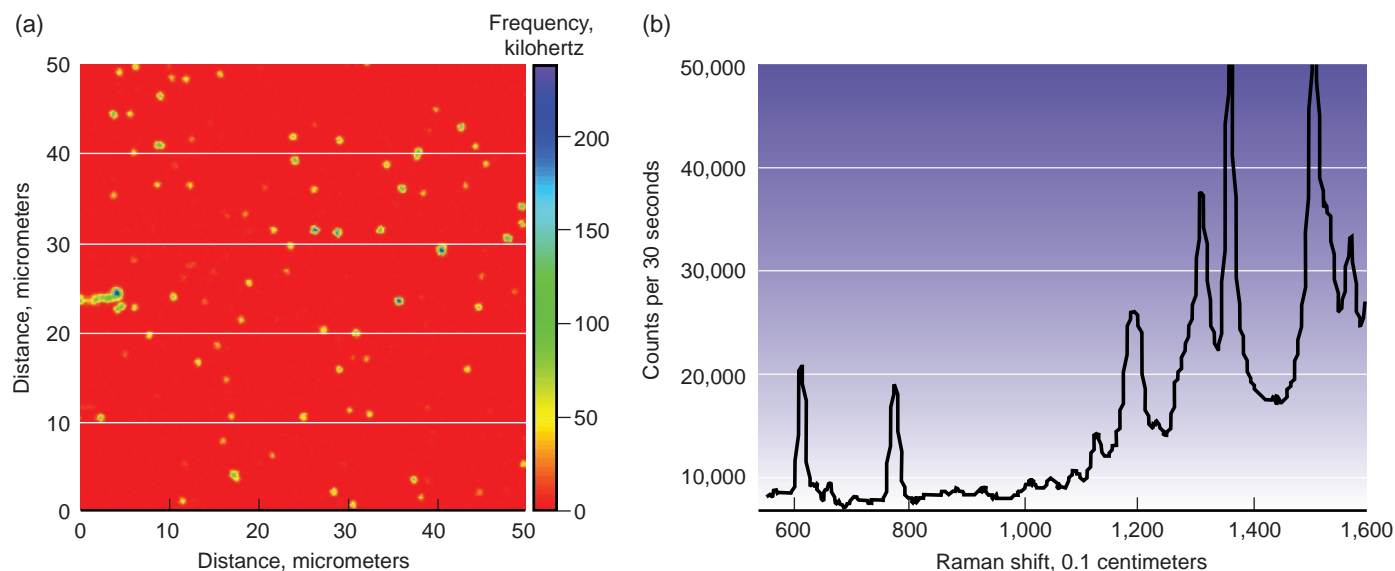 (a)
Frequency,
kilohertz
50
40
30
20
10
0
Distance, micrometers
0 10 20 30 40 50
Distance, micrometers
200
150
100
50
0
(b)
50,000
40,000
30,000
20,000
10,000
Counts per 30 seconds
600 800 1,000 1,200 1,400 1,600
Raman shift, 0.1 centimeters